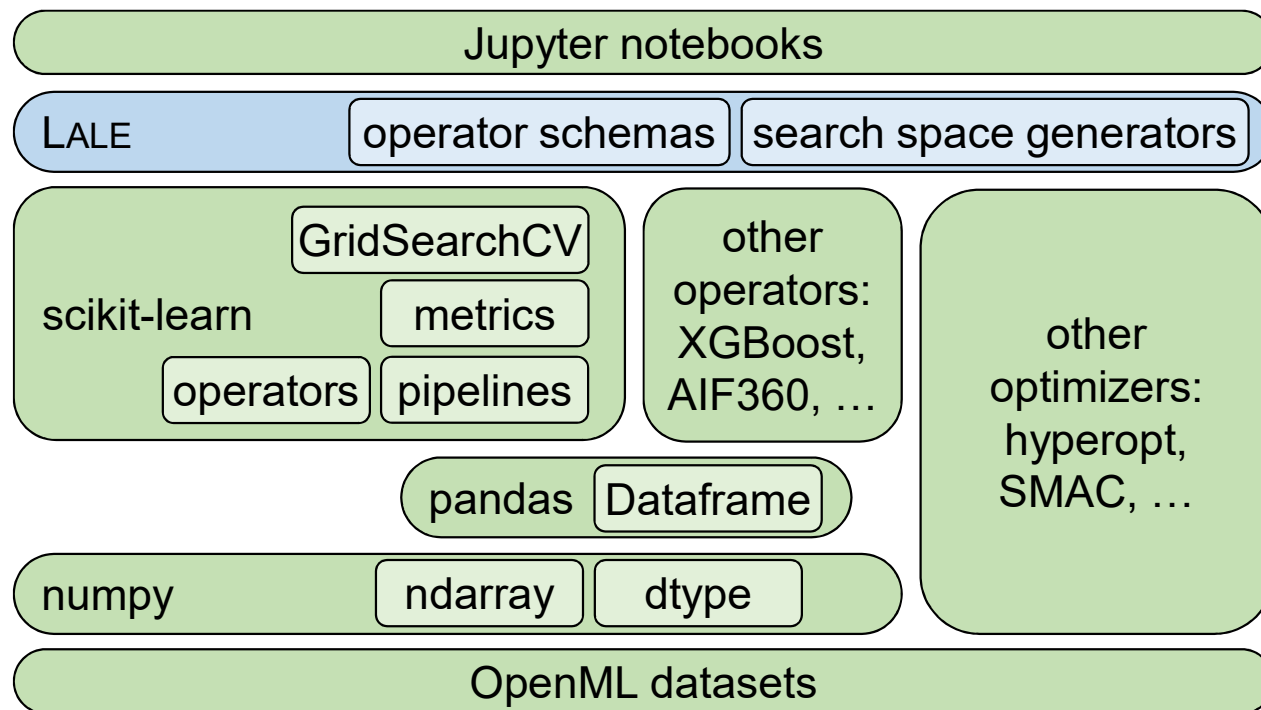 Jupyter notebooks
LALE
operator schemas
search space generators
scikit-learn
GridSearchCV
metrics
operators
pipelines
other
operators:
XGBoost,
AIF360, …
other
optimizers:
hyperopt,
SMAC, …
pandas
Dataframe
numpy
ndarray
dtype
OpenML datasets